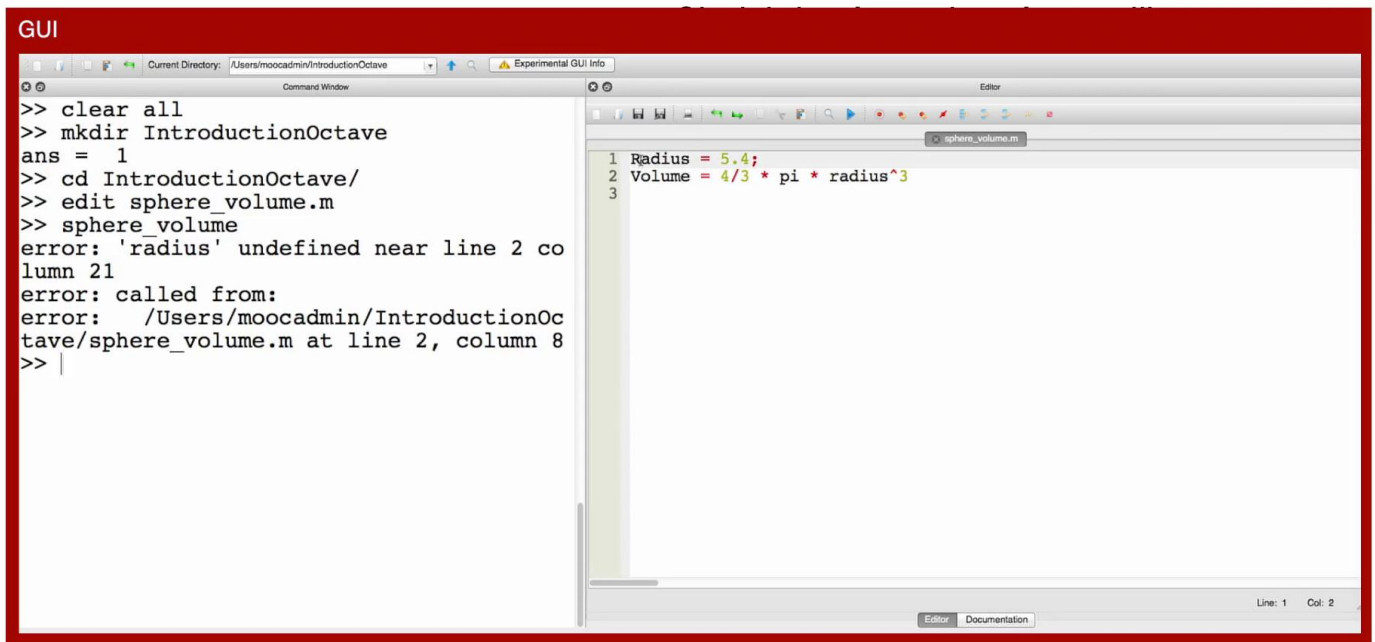 GUI
Current Directory: /Users/moocadmin/IntroductionOctave Experimental GUI Info
Command Window
>> clear all
>> mkdir IntroductionOctave
ans =  1
>> cd IntroductionOctave/
>> edit sphere_volume.m
>> sphere_volume
error: 'radius' undefined near line 2 co
lumn 21
error: called from:
error:   /Users/moocadmin/IntroductionOc
tave/sphere_volume.m at line 2, column 8
>>
Editor
sphere_volume.m
1 Radius = 5.4;
2 Volume = 4/3 * pi * radius^3
3
Line: 1 Col: 2
Editor Documentation